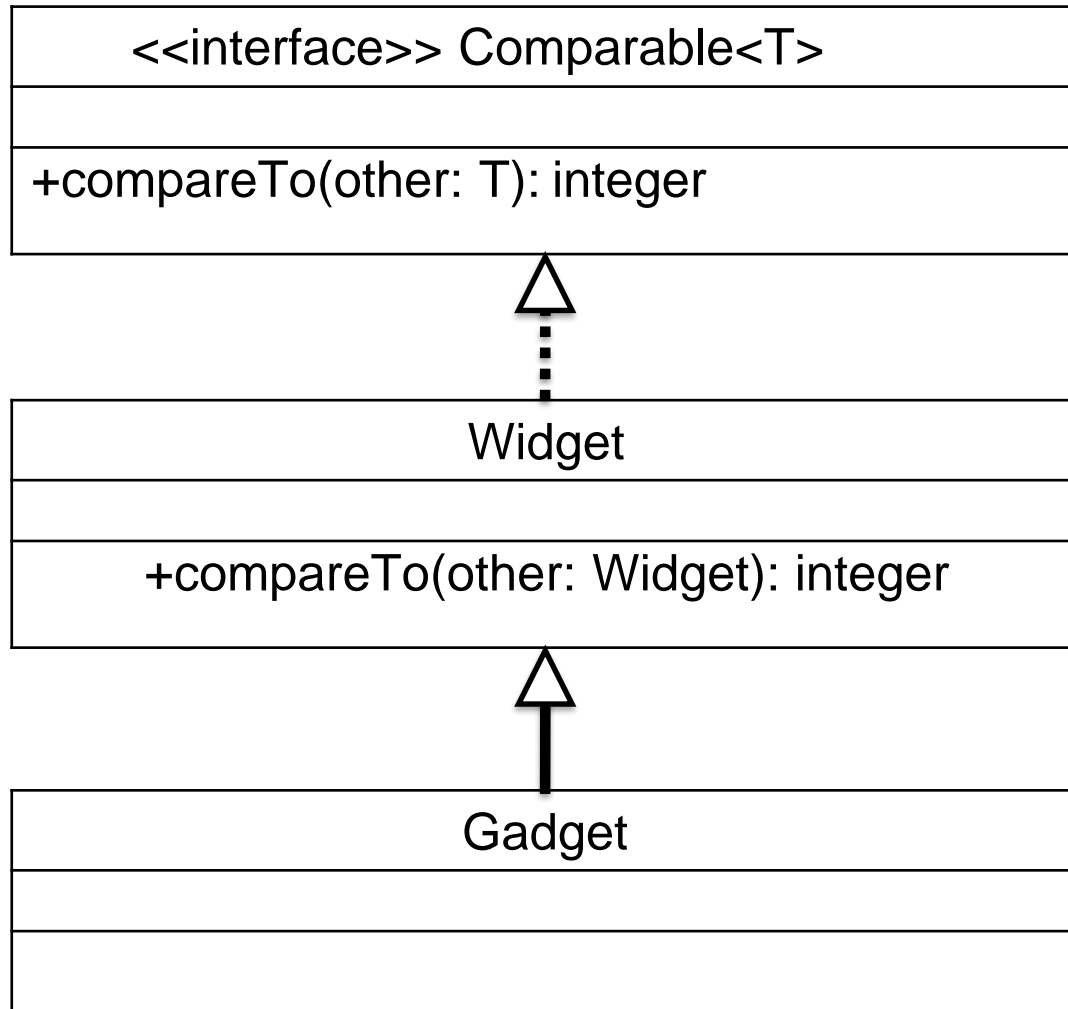 <<interface>> Comparable<T>
+compareTo(other: T): integer
Widget
+compareTo(other: Widget): integer
Gadget